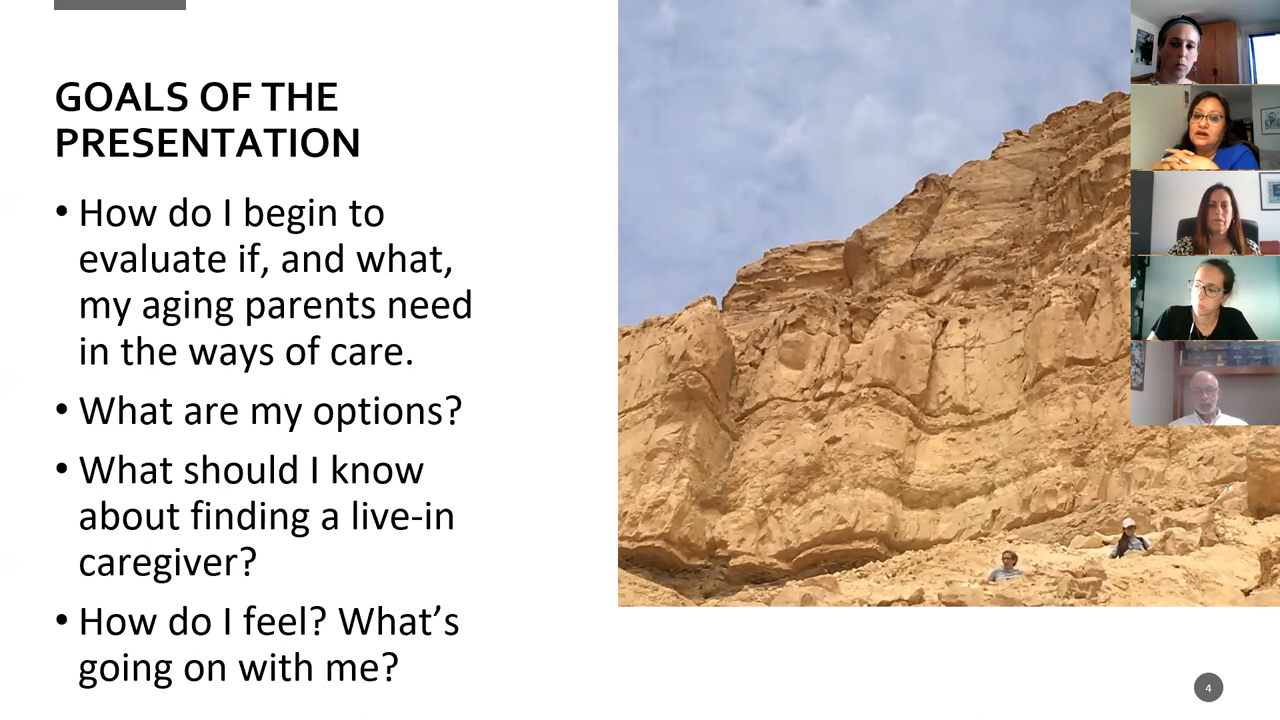 GOALS OF THE
PRESENTATION
• How do I begin to
evaluate if, and what,
my aging parents need
in the ways of care.
• What are my options?
• What should I know
about finding a live-in
caregiver?
• How do I feel? What’s
going on with me?
4